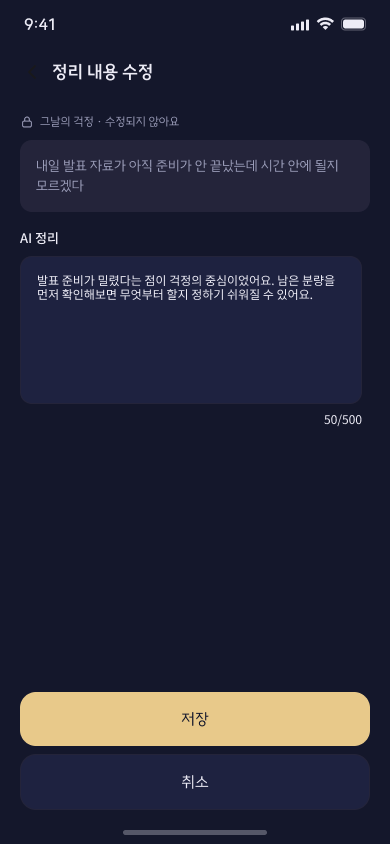 9:41
정리 내용 수정
그날의 걱정 · 수정되지 않아요
내일 발표 자료가 아직 준비가 안 끝났는데 시간 안에 될지
모르겠다
AI 정리
발표 준비가 밀렸다는 점이 걱정의 중심이었어요. 남은 분량을
먼저 확인해보면 무엇부터 할지 정하기 쉬워질 수 있어요.
50/500
저장
취소